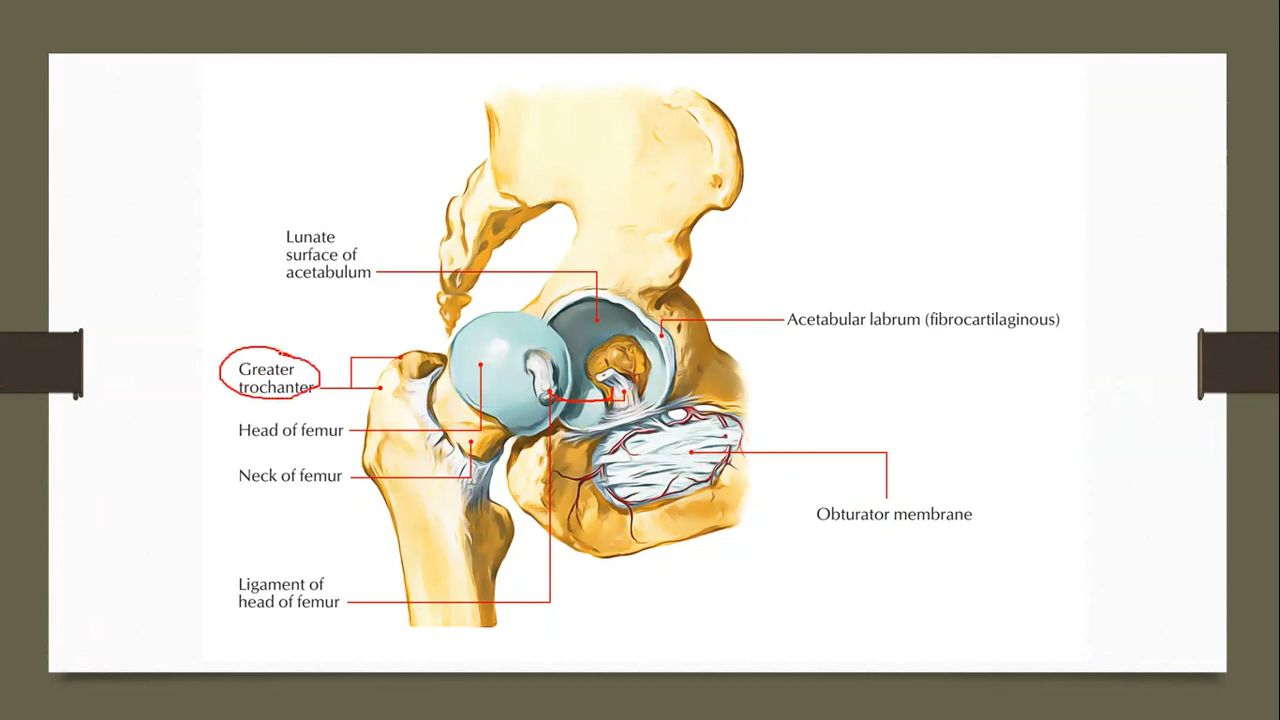 Lunate
surface of
acetabulum
Acetabular labrum (fibrocartilaginous)
Greater
trochanter
Head of femur
Neck of femur
Obturator membrane
Ligament of
head of femur